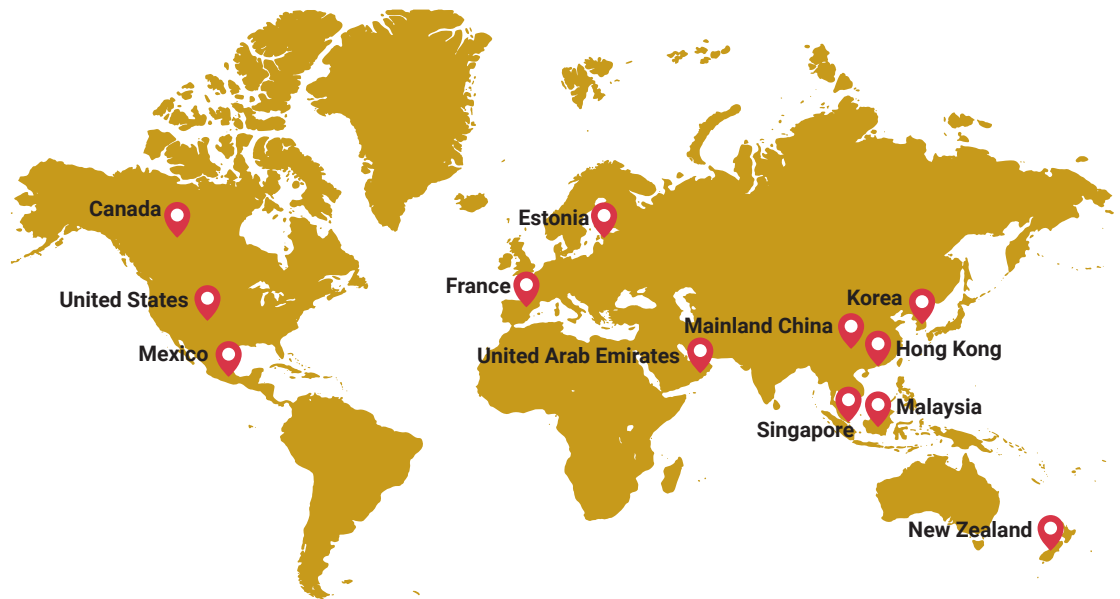 Canada
Estonia
France
United States
Korea
Mainland China
Hong Kong
Mexico
United Arab Emirates
Malaysia
Singapore
New Zealand